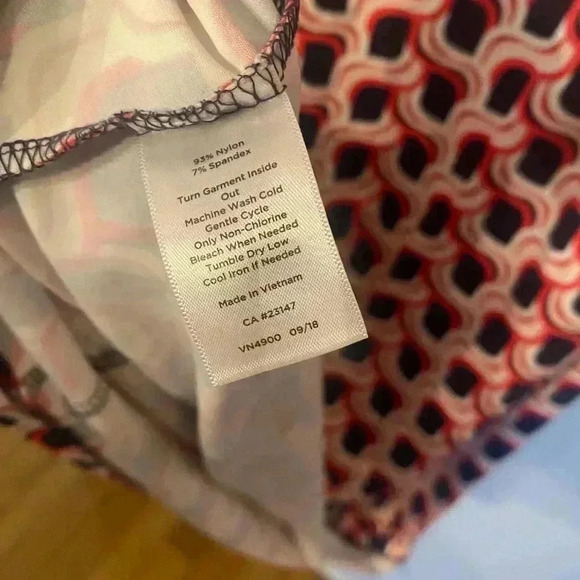 93% Nylon
7% Spandex
Turn Garment Inside
Out
Machine Wash Cold
Gentle Cycle
Only Non-Chlorine
Bleach When Needed
Tumble Dry Low
Cool Iron If Needed
Made In Vietnam
CA #23147
VN4900 09/18